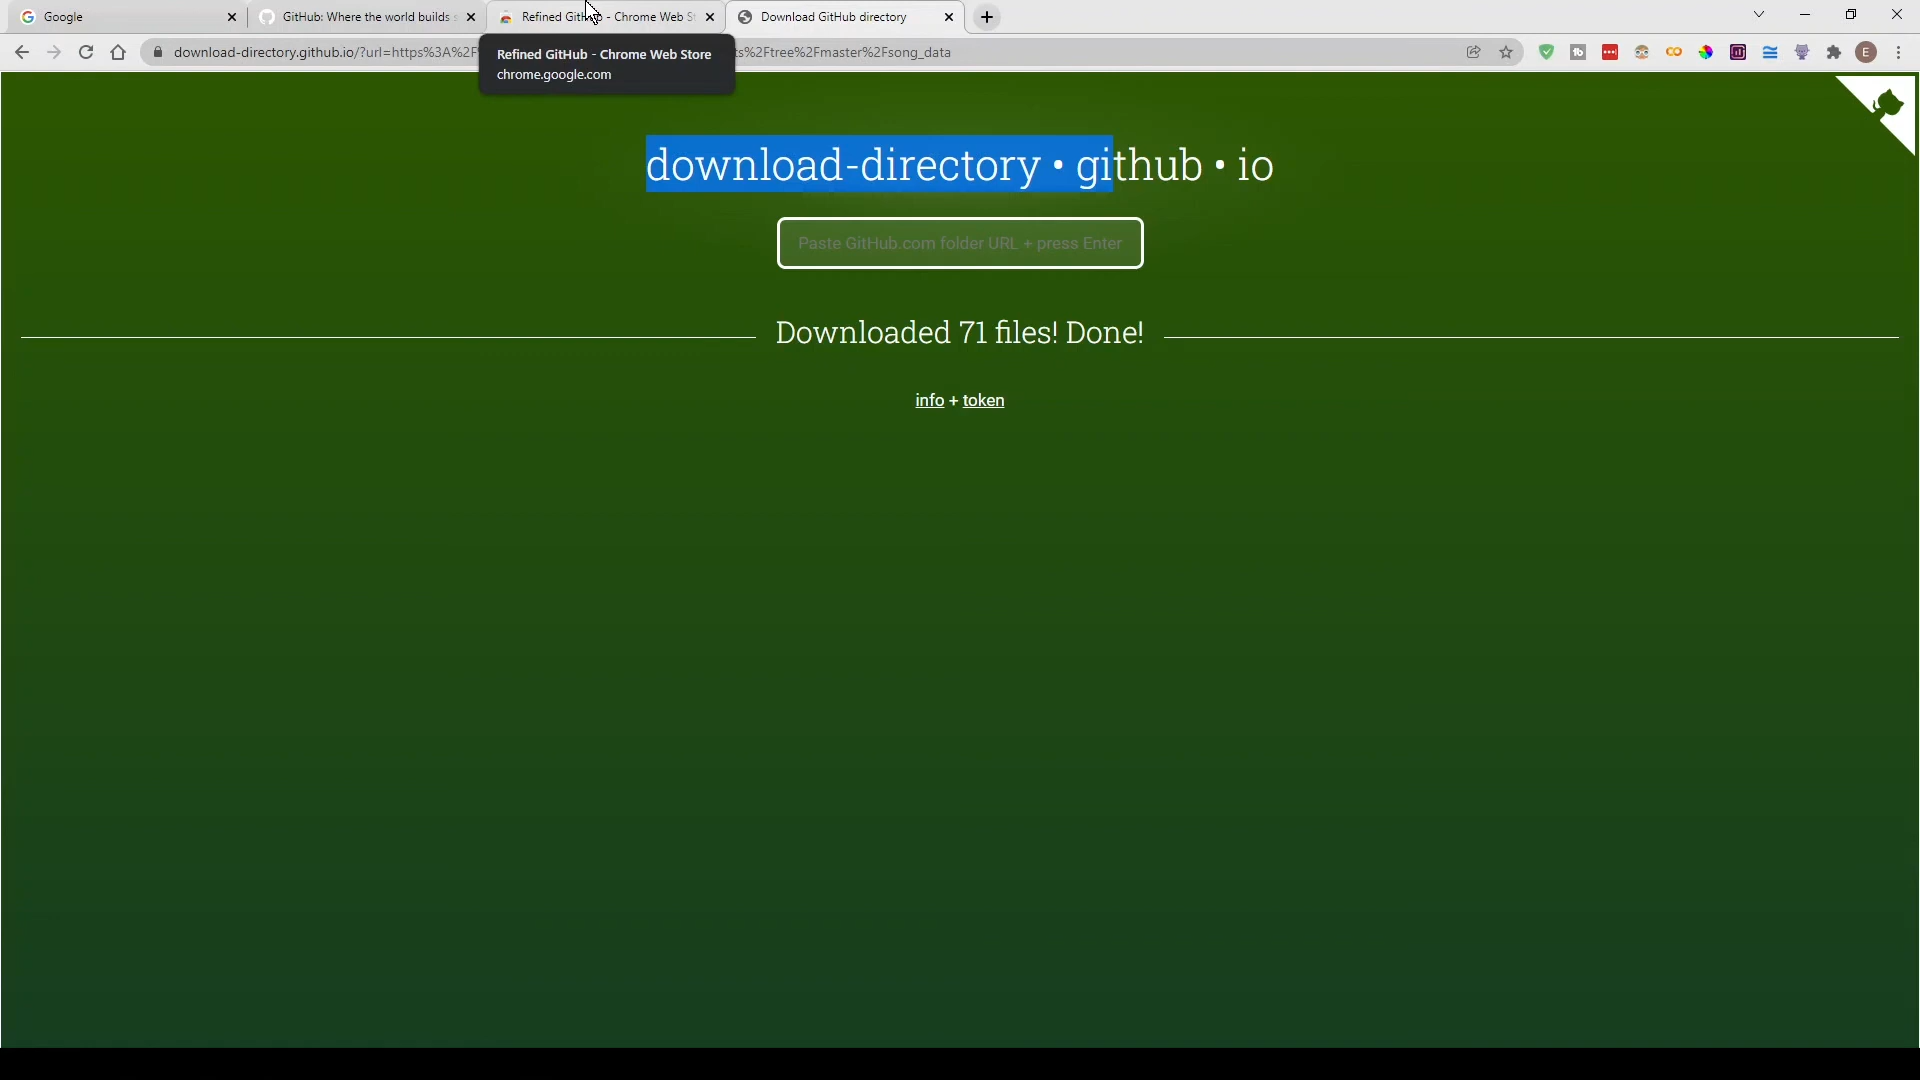 Google
GitHub: Where the world builds
Refined GitHub - Chrome Web St
Download GitHub directory
download-directory.github.io/?url=https%3A%2F
ts%2Ftree%2Fmaster%2Fsong_data
E
Refined GitHub - Chrome Web Store
chrome.google.com
download-directory • github • io
Paste GitHub.com folder URL + press Enter
Downloaded 71 files! Done!
info + token